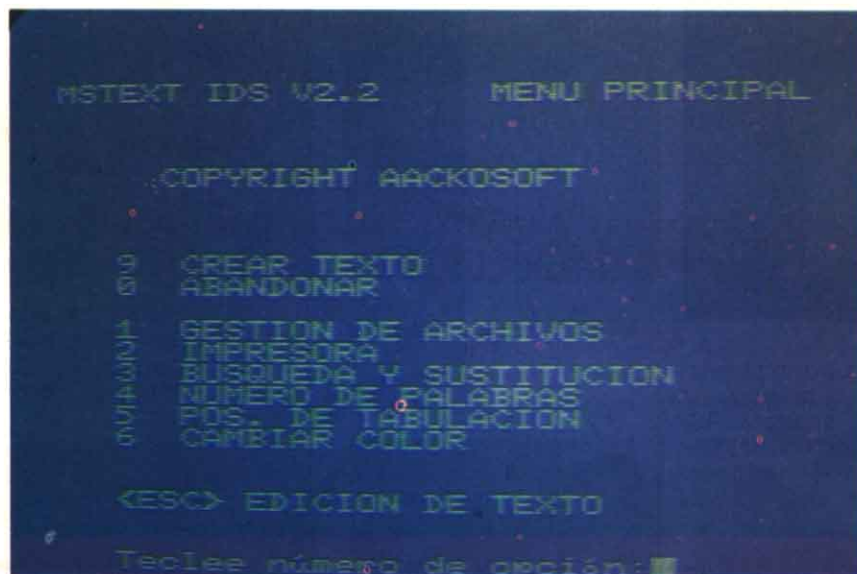 MSTEXT IDS V2.2 MENU PRINCIPAL
COPYRIGHT AACKOSOFT
9 CREAR TEXTO
0 ABANDONAR
1 GESTION DE ARCHIVOS
2 IMPRESORA
3 BUSQUEDA Y SUSTITUCION
4 NUMERO DE PALABRAS
5 POS. DE TABULACION
6 CAMBIAR COLOR
<ESC> EDICION DE TEXTO
Teclee número de opción: